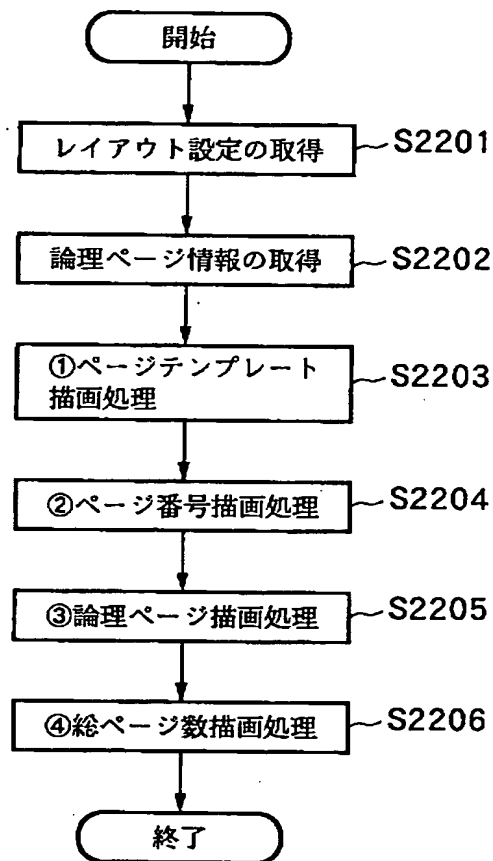 開始
レイアウト設定の取得
S2201
論理ページ情報の取得
S2202
①ページテンプレート
描画処理
S2203
②ページ番号描画処理
S2204
③論理ページ描画処理
S2205
④総ページ数描画処理
S2206
終了